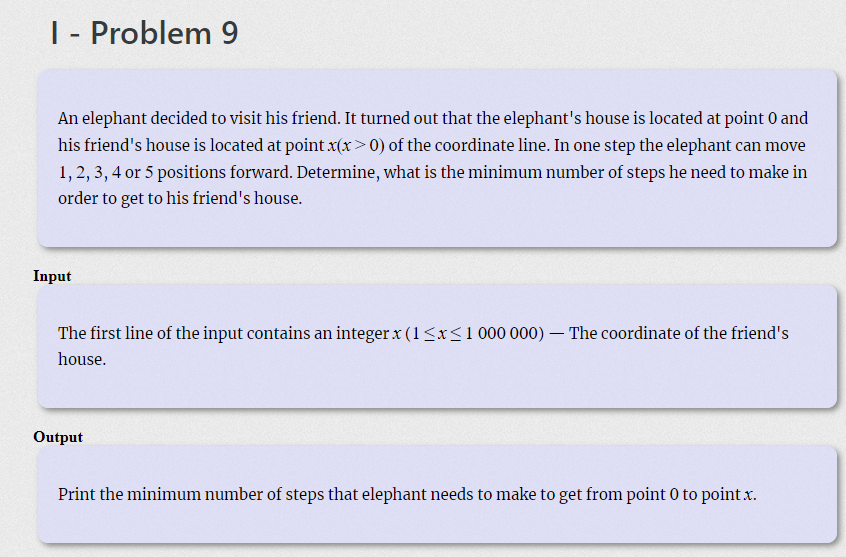 I - Problem 9
An elephant decided to visit his friend. It turned out that the elephant's house is located at point 0 and
his friend's house is located at point x(x > 0) of the coordinate line. In one step the elephant can move
1, 2, 3, 4 or 5 positions forward. Determine, what is the minimum number of steps he need to make in
order to get to his friend's house.
Input
The first line of the input contains an integer x (1 ≤ x ≤ 1 000 000) — The coordinate of the friend's
house.
Output
Print the minimum number of steps that elephant needs to make to get from point 0 to point x.